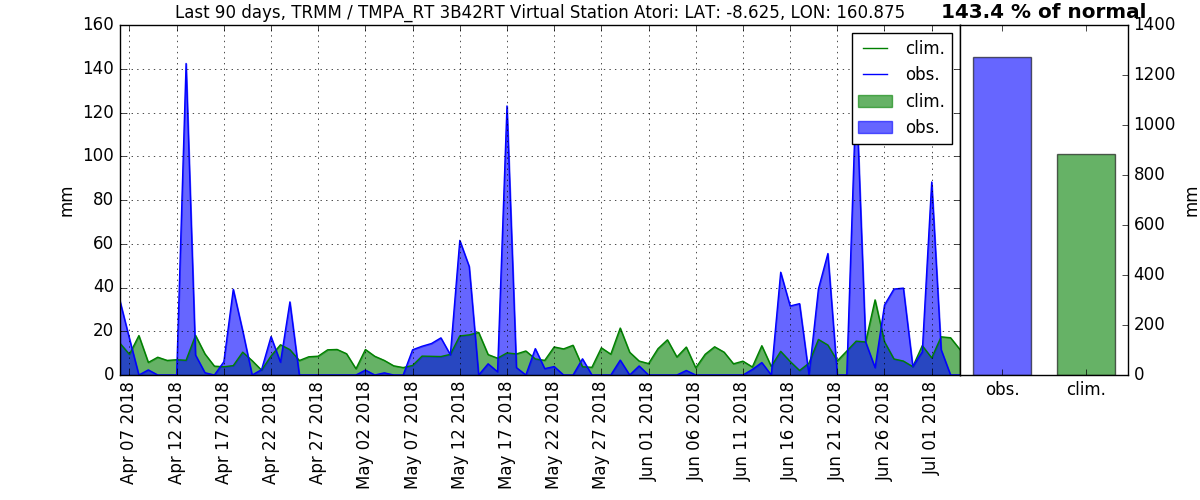 Last 90 days, TRMM / TMPA_RT 3B42RT Virtual Station Atori: LAT: -8.625, LON: 160.875
143.4 % of normal
mm
160
140
120
100
80
60
40
20
0
clim.
obs.
clim.
obs.
Apr 07 2018
Apr 12 2018
Apr 17 2018
Apr 22 2018
Apr 27 2018
May 02 2018
May 07 2018
May 12 2018
May 17 2018
May 22 2018
May 27 2018
Jun 01 2018
Jun 06 2018
Jun 11 2018
Jun 16 2018
Jun 21 2018
Jun 26 2018
Jul 01 2018
1400
1200
1000
800
600
400
200
0
mm
obs.
clim.